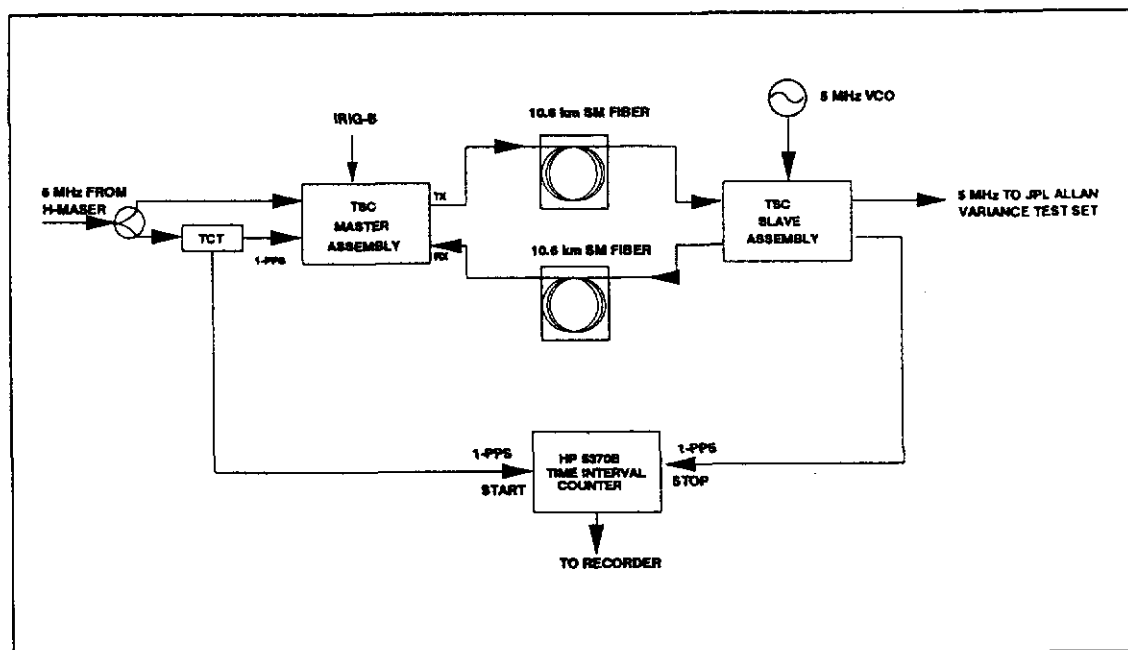 5 MHz VCO
10.6 km SM FIBER
IRIG-B
5 MHz FROM
H-MASER
TCT
1-PPS
TSC
MASTER
ASSEMBLY
TX
RX
10.6 km SM FIBER
TSC
SLAVE
ASSEMBLY
5 MHz TO JPL ALLAN
VARIANCE TEST SET
1-PPS
START
HP 5370B
TIME INTERVAL
COUNTER
1-PPS
STOP
TO RECORDER